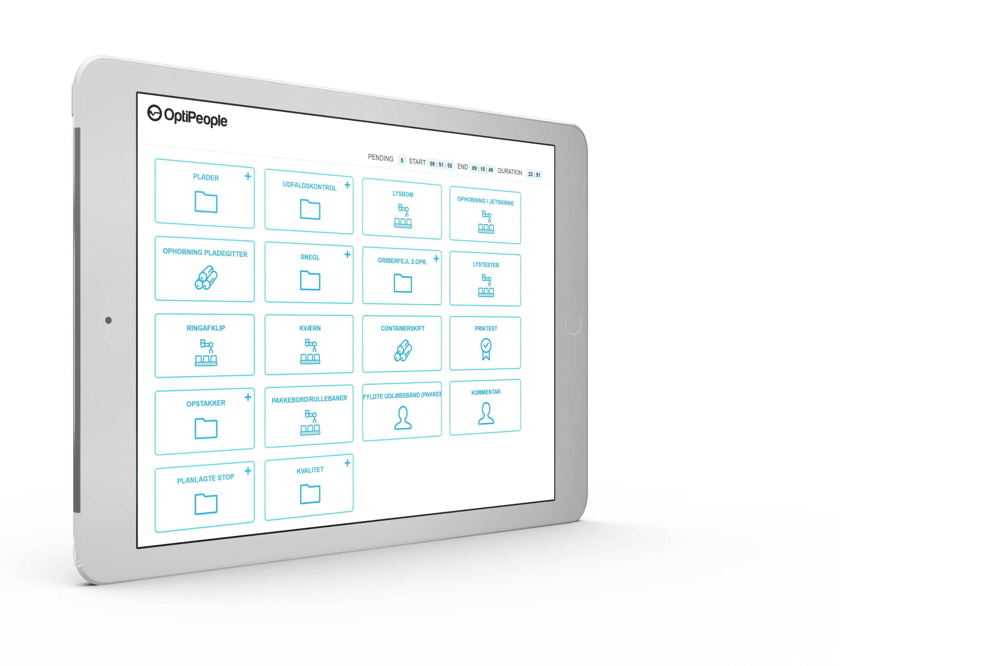 OptiPeople
PENDING 5 START 08 : 51 : 58 END 09 : 15 : 49 DURATION 23 : 51
PLADER
UDFALDSKONTROL
LYSBOM
OPHOBNING I JETSKINNE
OPHOBNING PLADEGITTER
SNEGL
GRIBERFEJL 2.OPR.
LYSTESTER
RINGAFKLIP
KVÆRN
CONTAINERSKIFT
PRIKTEST
OPSTAKKER
PAKKEBORD/RULLEBANER
FYLDTE UDLØBSBÅND (PAKKE
KOMMENTAR
PLANLAGTE STOP
KVALITET